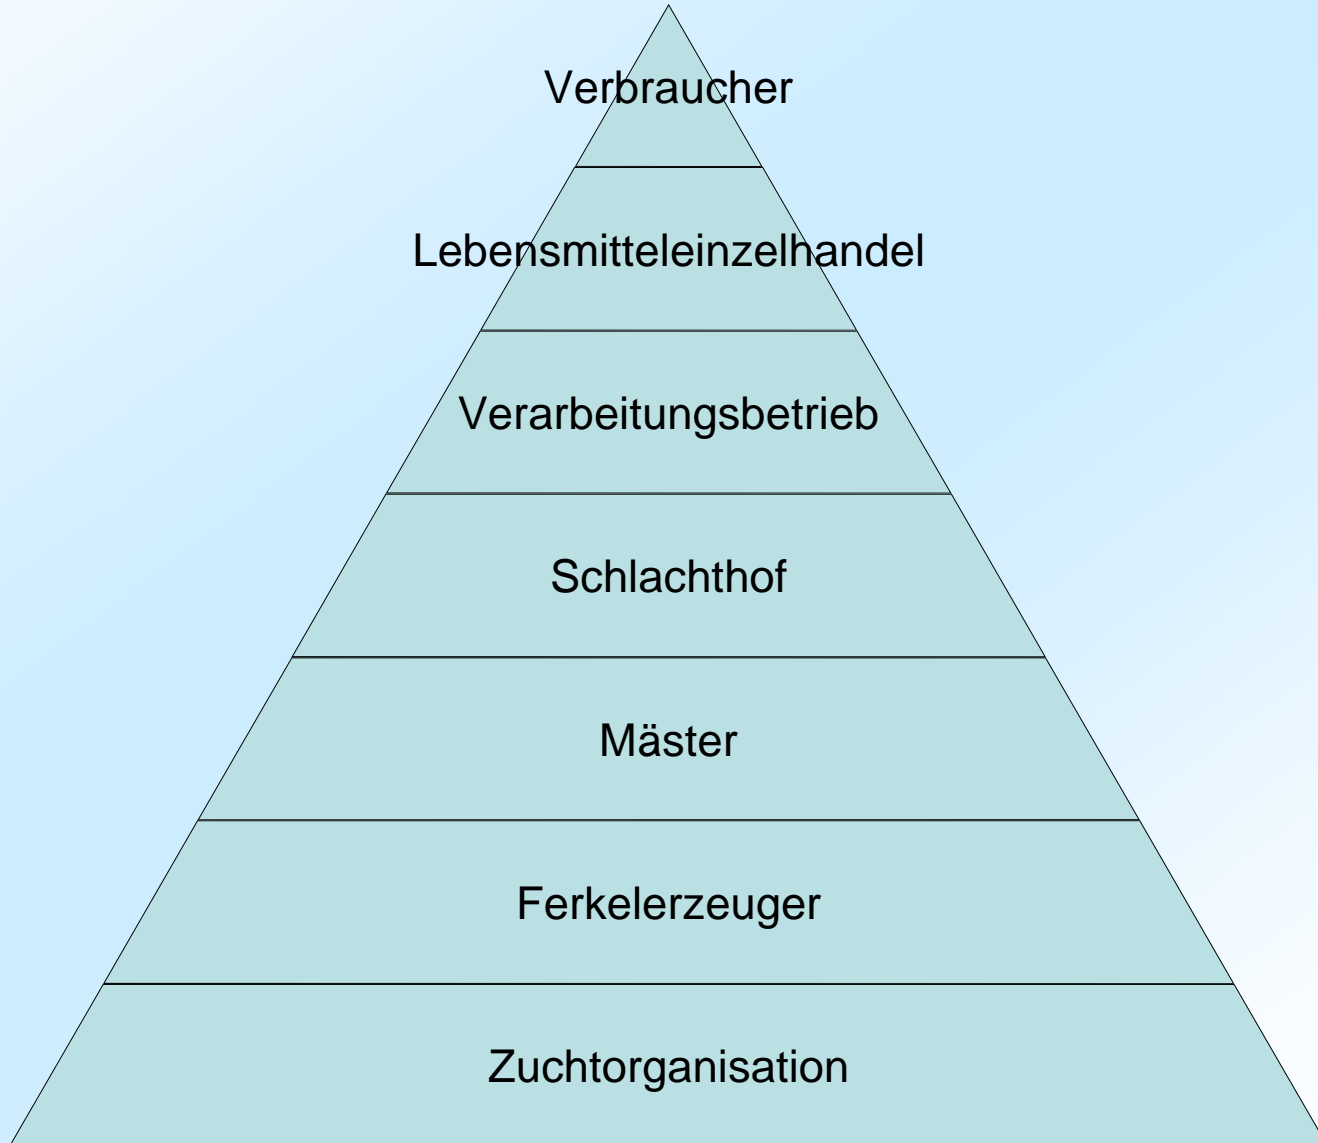 Verbraucher
Lebensmitteleinzelhandel
Verarbeitungsbetrieb
Schlachthof
Mäster
Ferkelerzeuger
Zuchtorganisation